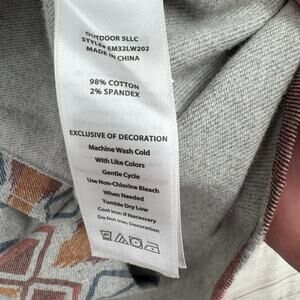 OUTDOOR 5LLC
STYLE# EM32LW202
MADE IN CHINA
98% COTTON
2% SPANDEX
EXCLUSIVE OF DECORATION
Machine Wash Cold
With Like Colors
Gentle Cycle
Use Non-Chlorine Bleach
When Needed
Tumble Dry Low
Cool Iron if Necessary
Do Not Iron Decoration